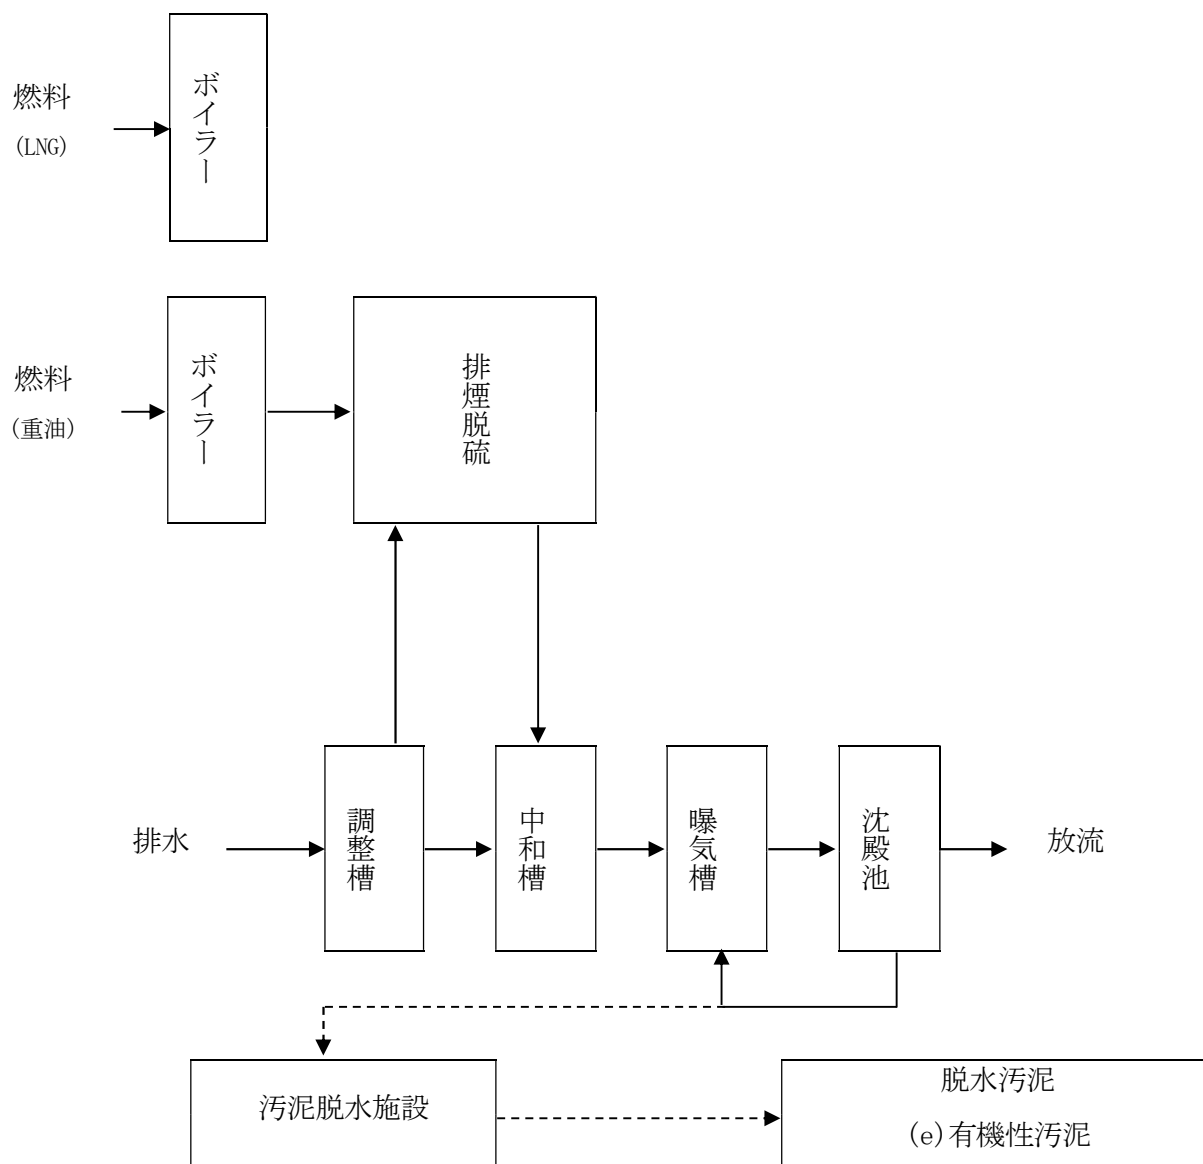 燃料
(LNG)
ボイラー
燃料
(重油)
ボイラー
排煙脱硫
排水
調整槽
中和槽
曝気槽
沈殿池
放流
汚泥脱水施設
脱水汚泥
(e)有機性汚泥